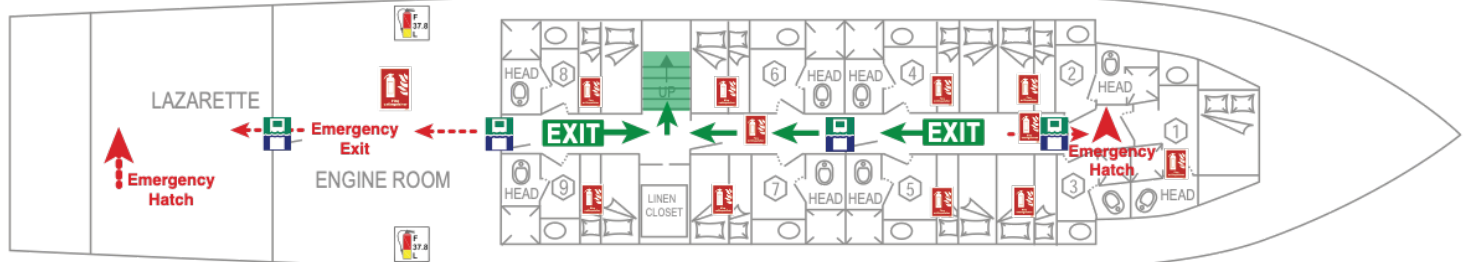 F
37.8
L
HEAD
8
UP
6
HEAD
HEAD
4
2
HEAD
LAZARETTE
Emergency
Exit
EXIT
EXIT
1
Emergency
Hatch
Emergency
Hatch
ENGINE ROOM
HEAD
9
LINEN
CLOSET
7
HEAD
HEAD
5
3
HEAD
F
37.8
L